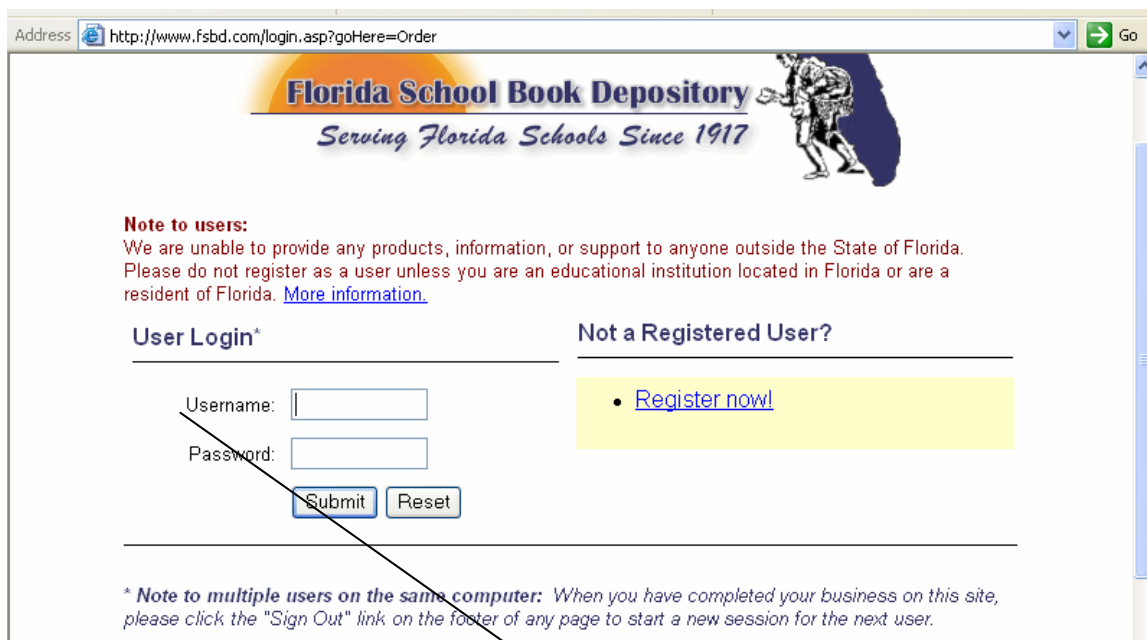 Address http://www.fsbd.com/login.asp?goHere=Order Go
Florida School Book Depository
Serving Florida Schools Since 1917
Note to users:
We are unable to provide any products, information, or support to anyone outside the State of Florida.
Please do not register as a user unless you are an educational institution located in Florida or are a
resident of Florida. More information.
User Login*
Not a Registered User?
Username:
• Register now!
Password:
Submit Reset
* Note to multiple users on the same computer: When you have completed your business on this site,
please click the "Sign Out" link on the footer of any page to start a new session for the next user.